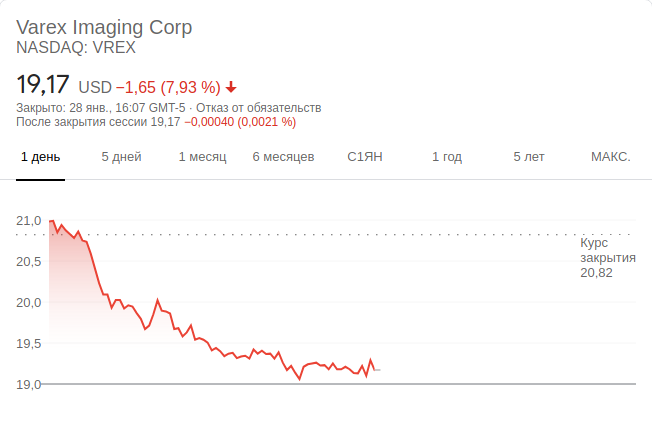 Varex Imaging Corp
NASDAQ: VREX
19,17 USD −1,65 (7,93 %)
Закрыто: 28 янв., 16:07 GMT-5 · Отказ от обязательств
После закрытия сессии 19,17 −0,00040 (0,0021 %)
1 день 5 дней 1 месяц 6 месяцев С1ЯН 1 год 5 лет МАКС.
21,0
Курс
закрытия
20,82
20,5
20,0
19,5
19,0